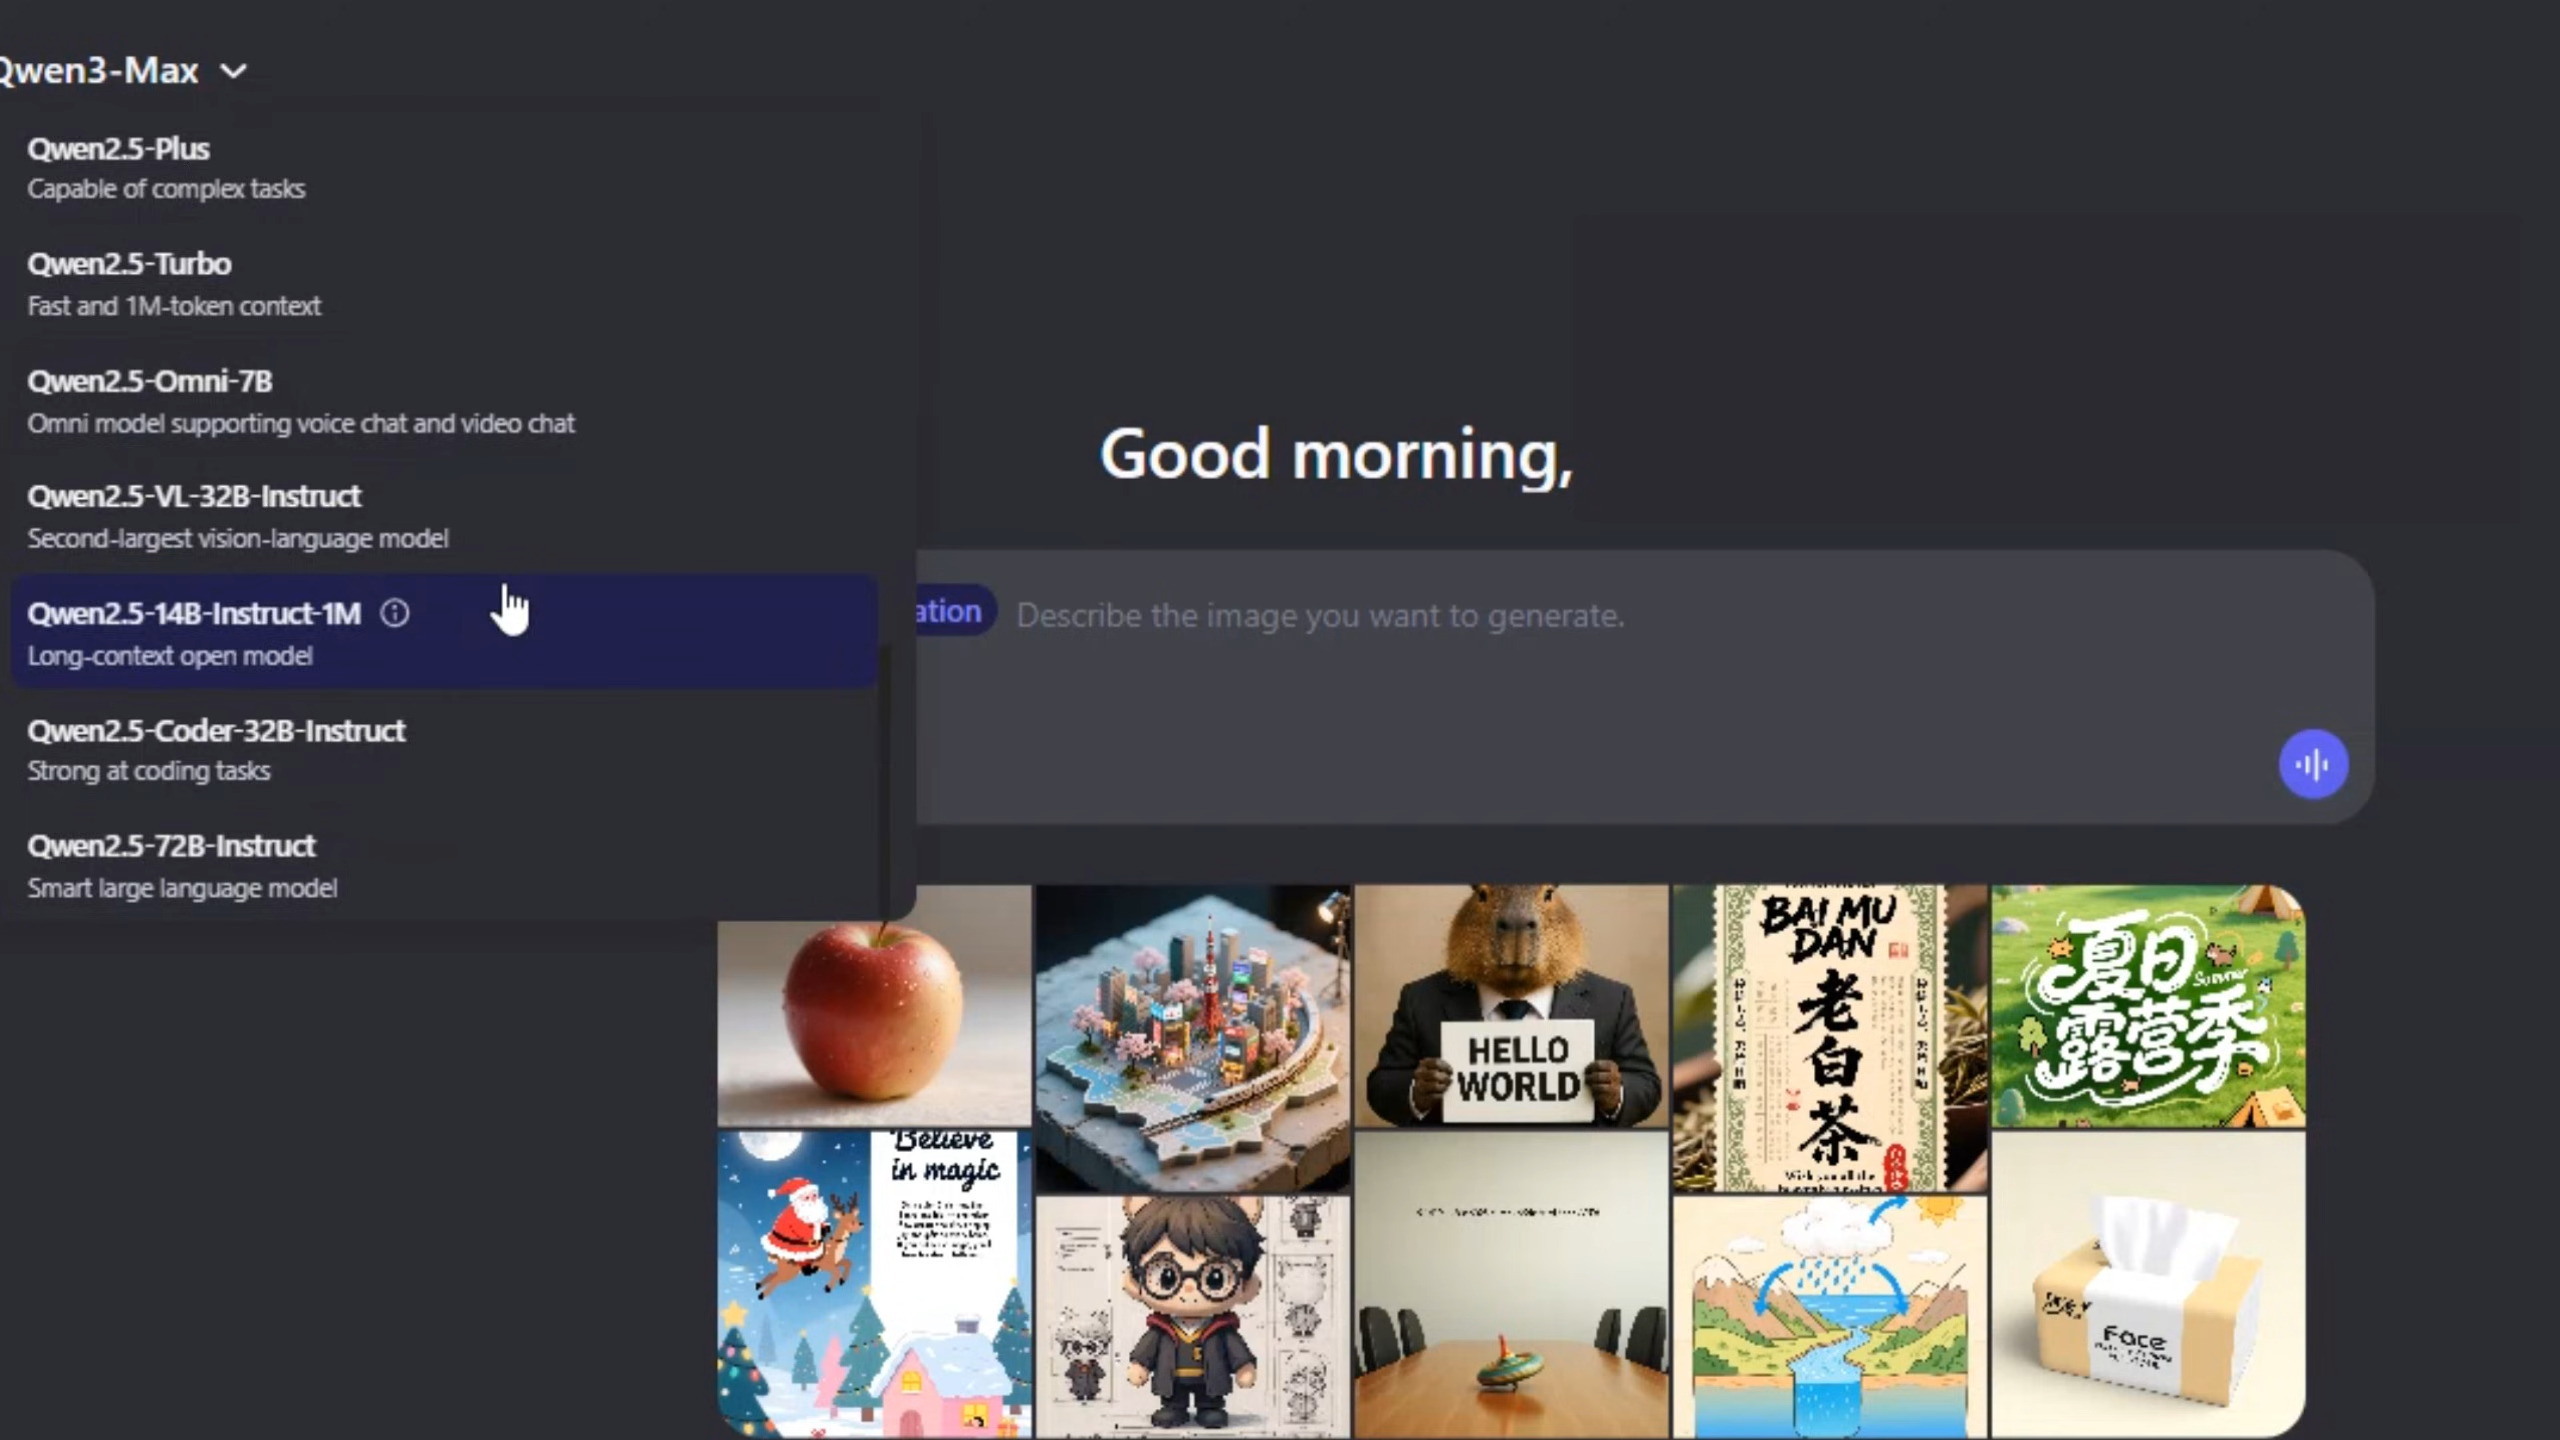 Qwen3-Max
Qwen2.5-Plus
Capable of complex tasks
Qwen2.5-Turbo
Fast and 1M-token context
Qwen2.5-Omni-7B
Omni model supporting voice chat and video chat
Qwen2.5-VL-32B-Instruct
Second-largest vision-language model
Qwen2.5-14B-Instruct-1M
Long-context open model
Qwen2.5-Coder-32B-Instruct
Strong at coding tasks
Qwen2.5-72B-Instruct
Smart large language model
Good morning,
ation Describe the image you want to generate.
HELLO
WORLD
BAI MU
DAN
老白茶
With you all the
夏日
Summer
露营季
Believe
in magic
Face